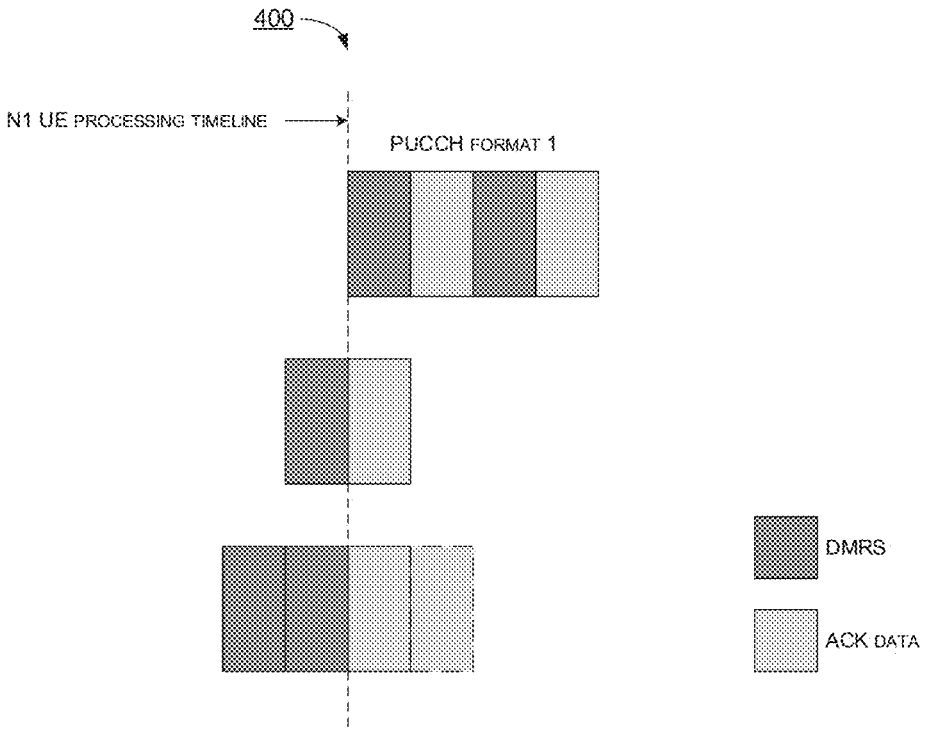 400
N1 UE PROCESSING TIMELINE
PUCCH FORMAT 1
DMRS
ACK DATA